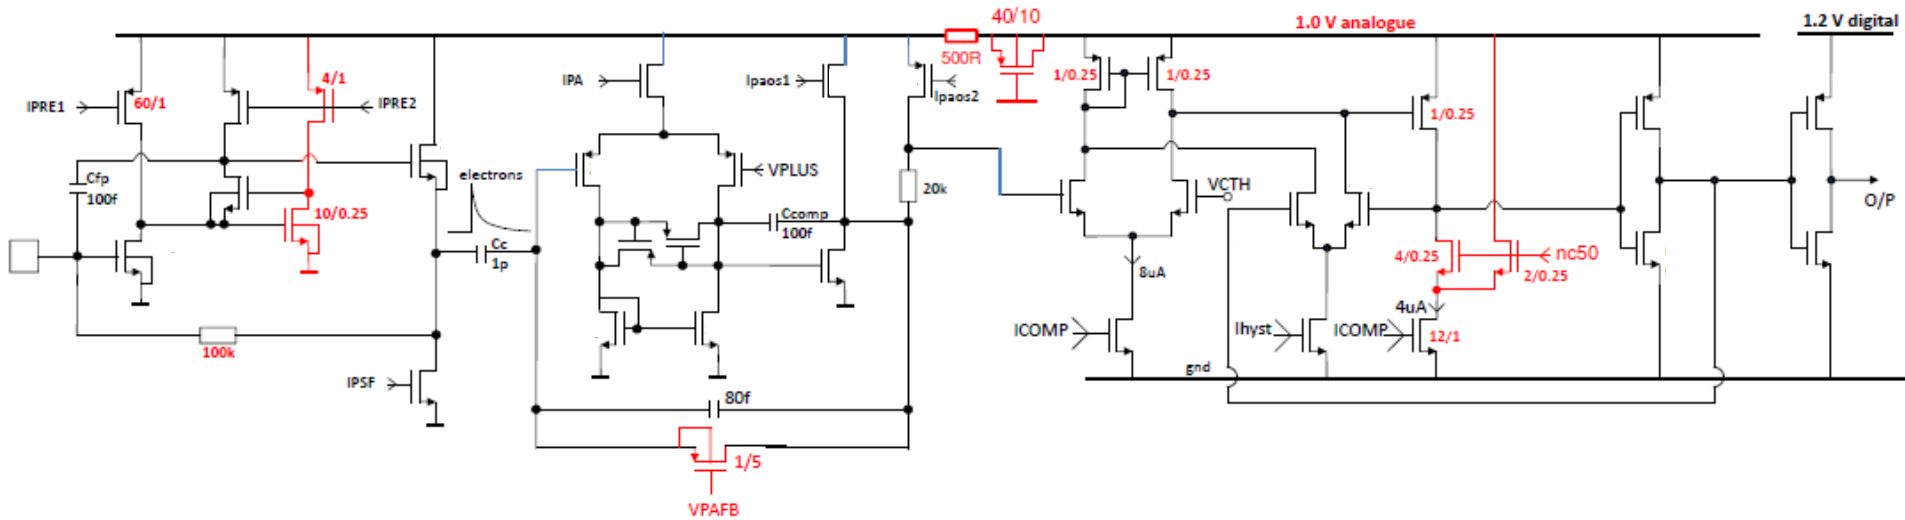 40/10
1.0 V analogue
1.2 V digital
500R
4/1
IPA
Ipaos1
Ipaos2
1/0.25
1/0.25
IPRE1
60/1
IPRE2
1/0.25
Cfp
100f
electrons
VPLUS
20k
VCTH
O/P
10/0.25
Ccomp
100f
Cc
1p
8uA
4/0.25
nc50
2/0.25
4uA
ICOMP
Ihyst
ICOMP
12/1
100k
gnd
IPSF
80f
1/5
VPAFB